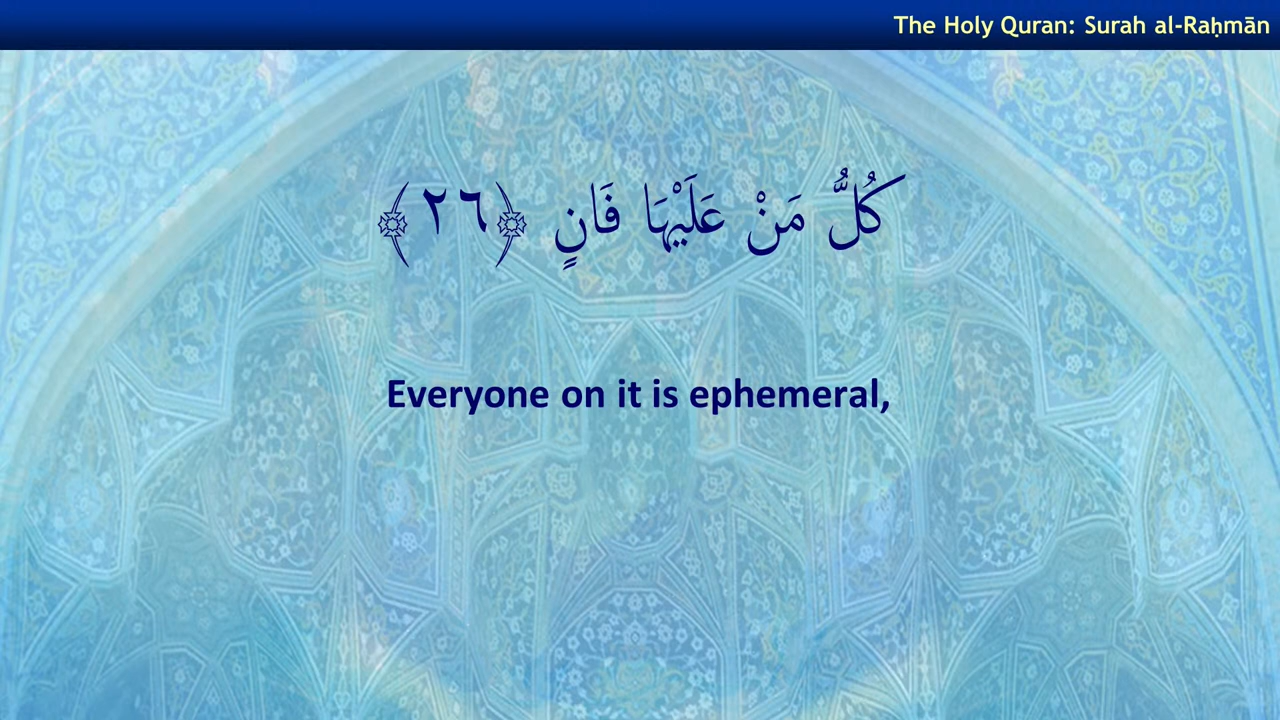 The Holy Quran: Surah al-Raḥmān
كُلُّ مَنْ عَلَيْهَا فَانٍ ﴿٢٦﴾
Everyone on it is ephemeral,